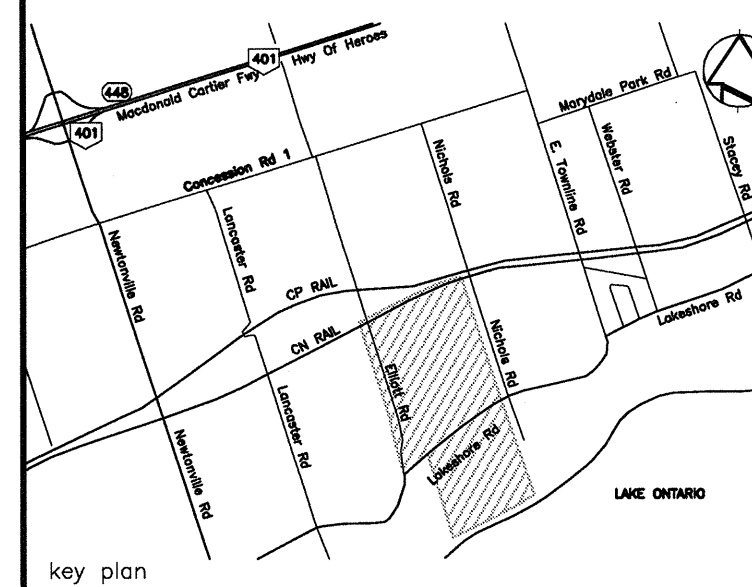 401
Hwy Of Heroes
448
Macdonald Cartier Fwy
401
Marydale Park Rd
Concession Rd 1
Nichols Rd
E. Townline Rd
Webster Rd
Stacey Rd
Newtonville Rd
Lancaster Rd
CP RAIL
CN RAIL
Lakeshore Rd
Nichols Rd
Elliott Rd
Lancaster Rd
Newtonville Rd
Lakeshore Rd
LAKE ONTARIO
key plan